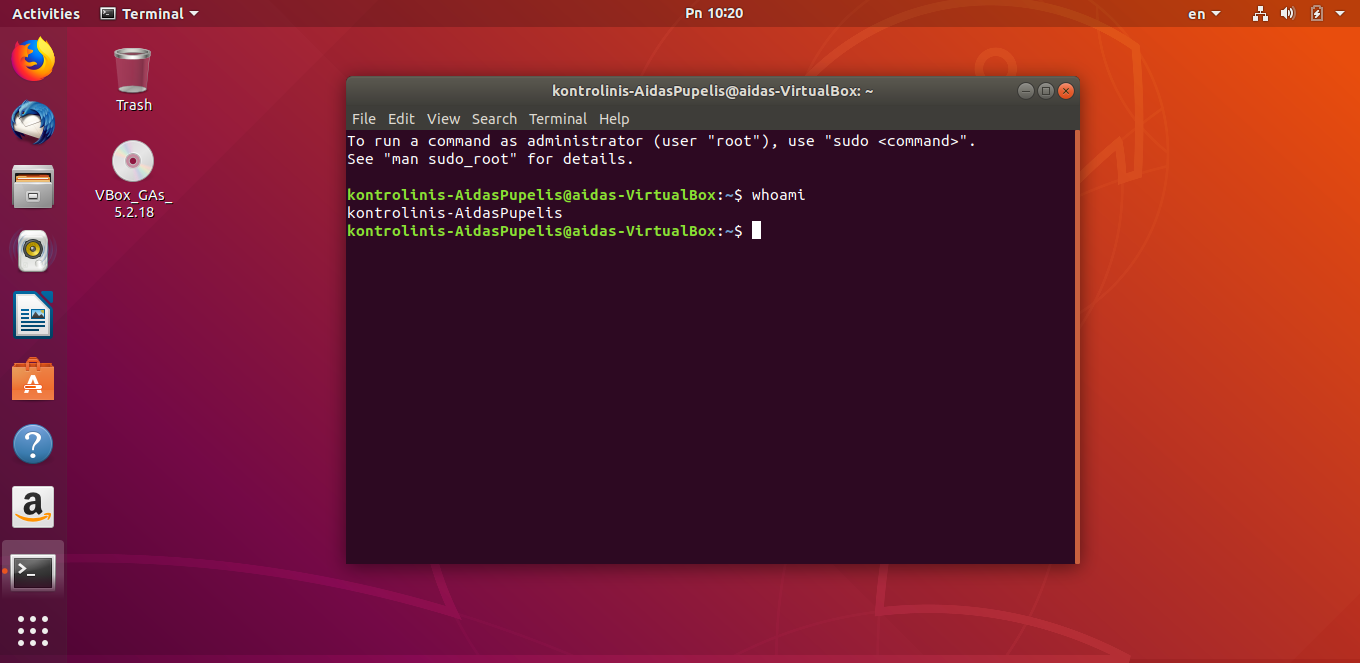 Activities
Terminal
Pn 10:20
en
Trash
VBox_GAs_
5.2.18
kontrolinis-AidasPupelis@aidas-VirtualBox: ~
File Edit View Search Terminal Help
To run a command as administrator (user "root"), use "sudo <command>".
See "man sudo_root" for details.
kontrolinis-AidasPupelis@aidas-VirtualBox:~$ whoami
kontrolinis-AidasPupelis
kontrolinis-AidasPupelis@aidas-VirtualBox:~$